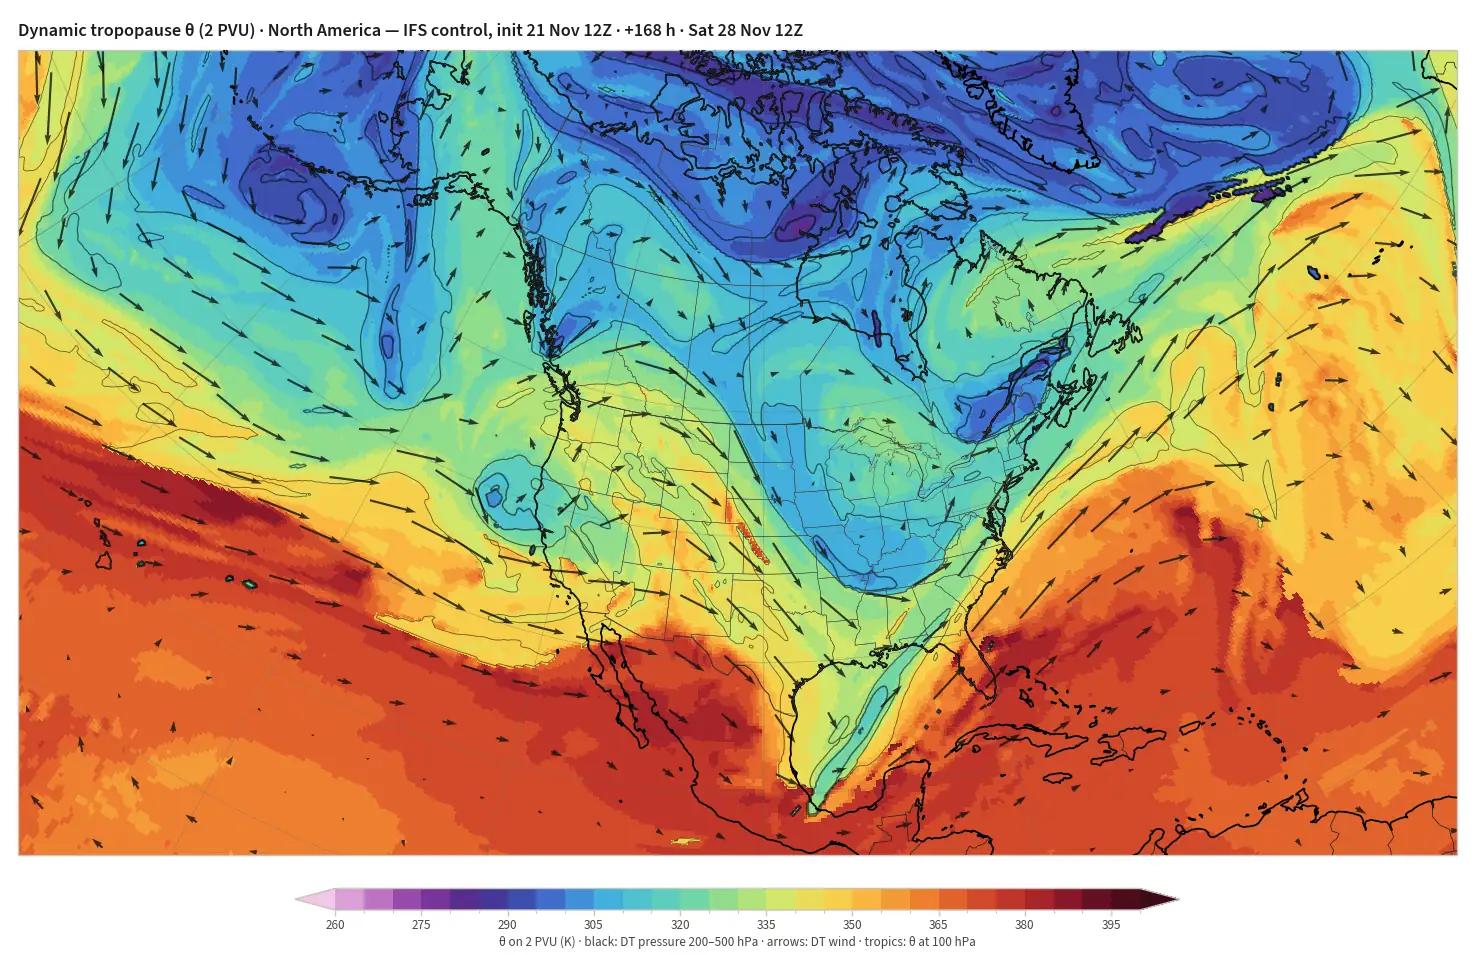 Dynamic tropopause θ (2 PVU) · North America — IFS control, init 21 Nov 12Z · +168 h · Sat 28 Nov 12Z
260 275 290 305 320 335 350 365 380 395
θ on 2 PVU (K) · black: DT pressure 200–500 hPa · arrows: DT wind · tropics: θ at 100 hPa